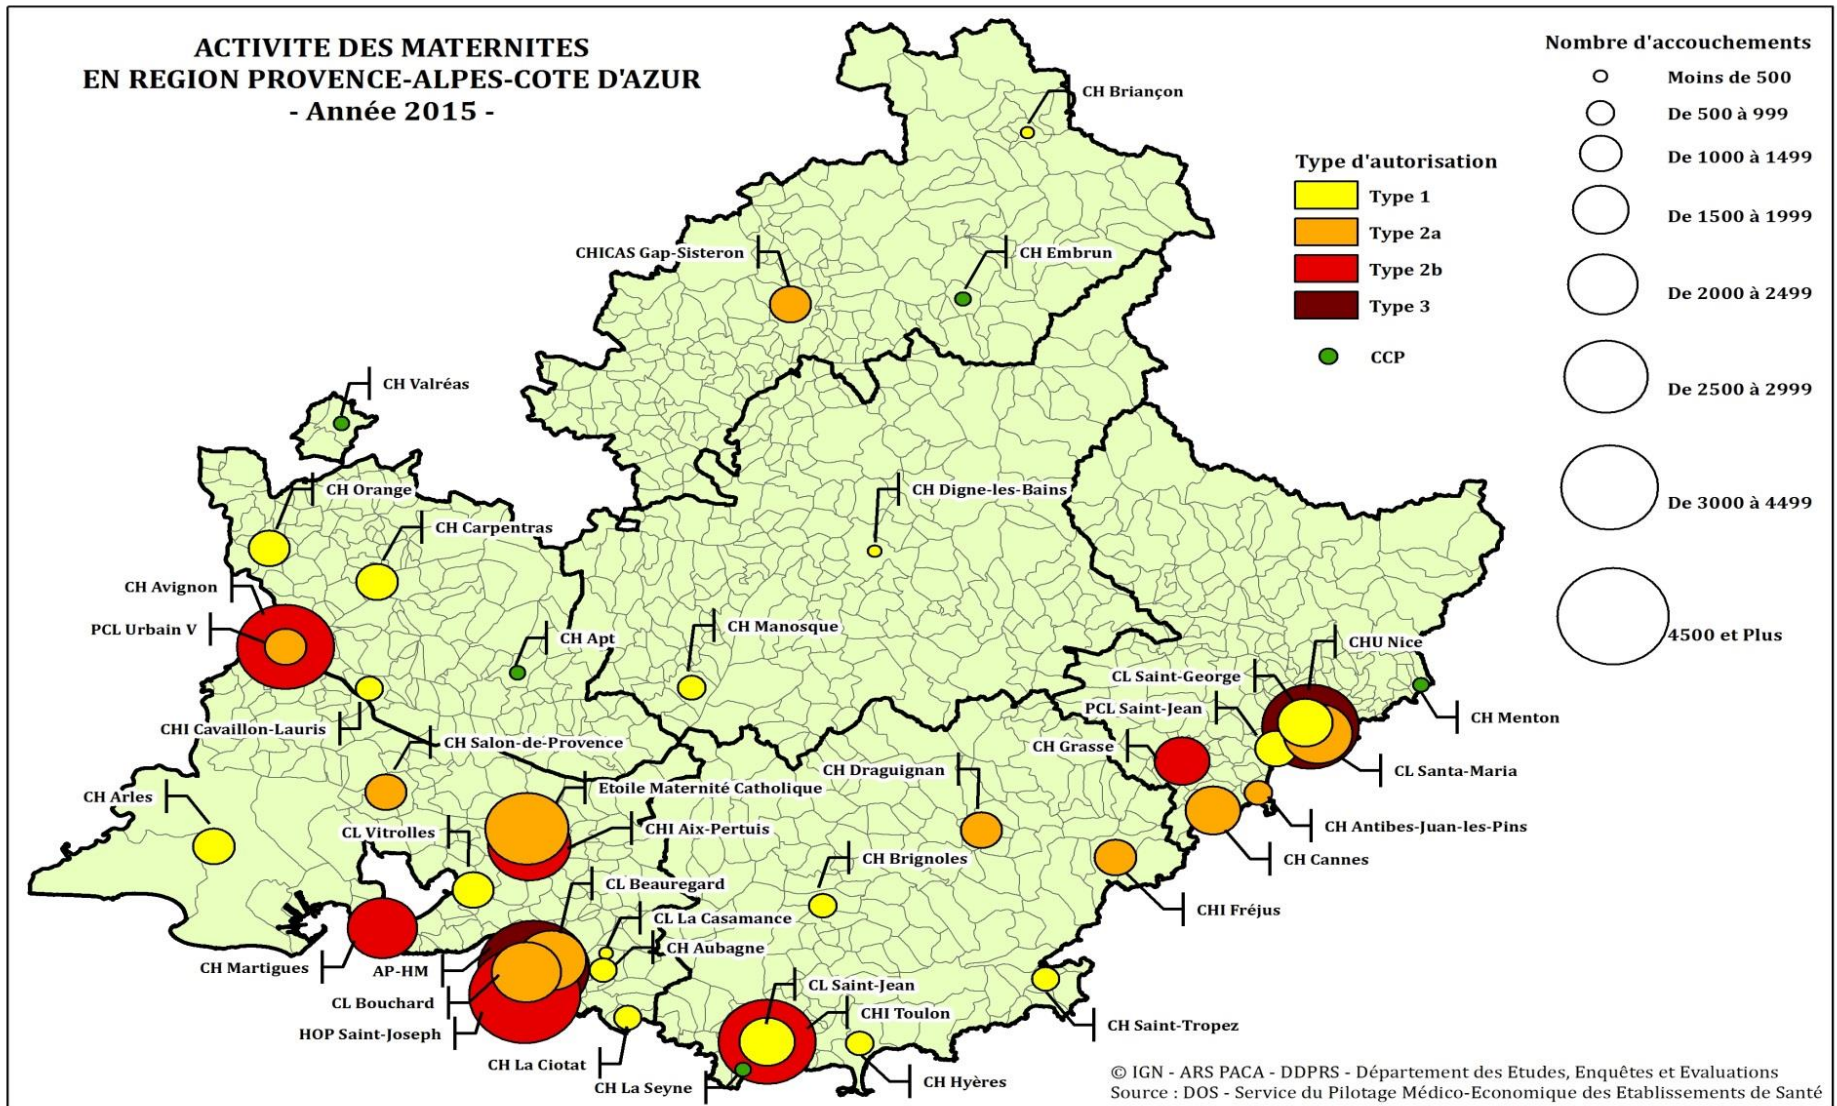 ACTIVITE DES MATERNITES
EN REGION PROVENCE-ALPES-COTE D'AZUR
- Année 2015 -
Nombre d'accouchements
Moins de 500
De 500 à 999
De 1000 à 1499
De 1500 à 1999
De 2000 à 2499
De 2500 à 2999
De 3000 à 4499
4500 et Plus
Type d'autorisation
Type 1
Type 2a
Type 2b
Type 3
CCP
CH Briançon
CHICAS Gap-Sisteron
CH Embrun
CH Valréas
CH Orange
CH Digne-les-Bains
CH Carpentras
CH Avignon
PCL Urbain V
CH Apt
CH Manosque
CHU Nice
CL Saint-George
PCL Saint-Jean
CH Menton
CHI Cavaillon-Lauris
CH Salon-de-Provence
CH Grasse
CH Draguignan
CL Santa-Maria
Etoile Maternité Catholique
CH Arles
CL Vitrolles
CHI Aix-Pertuis
CH Antibes-Juan-les-Pins
CH Brignoles
CH Cannes
CL Beauregard
CHI Fréjus
CL La Casamance
CH Aubagne
CH Martigues
AP-HM
CL Bouchard
CL Saint-Jean
CHI Toulon
HOP Saint-Joseph
CH Saint-Tropez
CH La Ciotat
CH La Seyne
CH Hyères
© IGN - ARS PACA - DDPRS - Département des Etudes, Enquêtes et Evaluations
Source : DOS - Service du Pilotage Médico-Economique des Etablissements de Santé